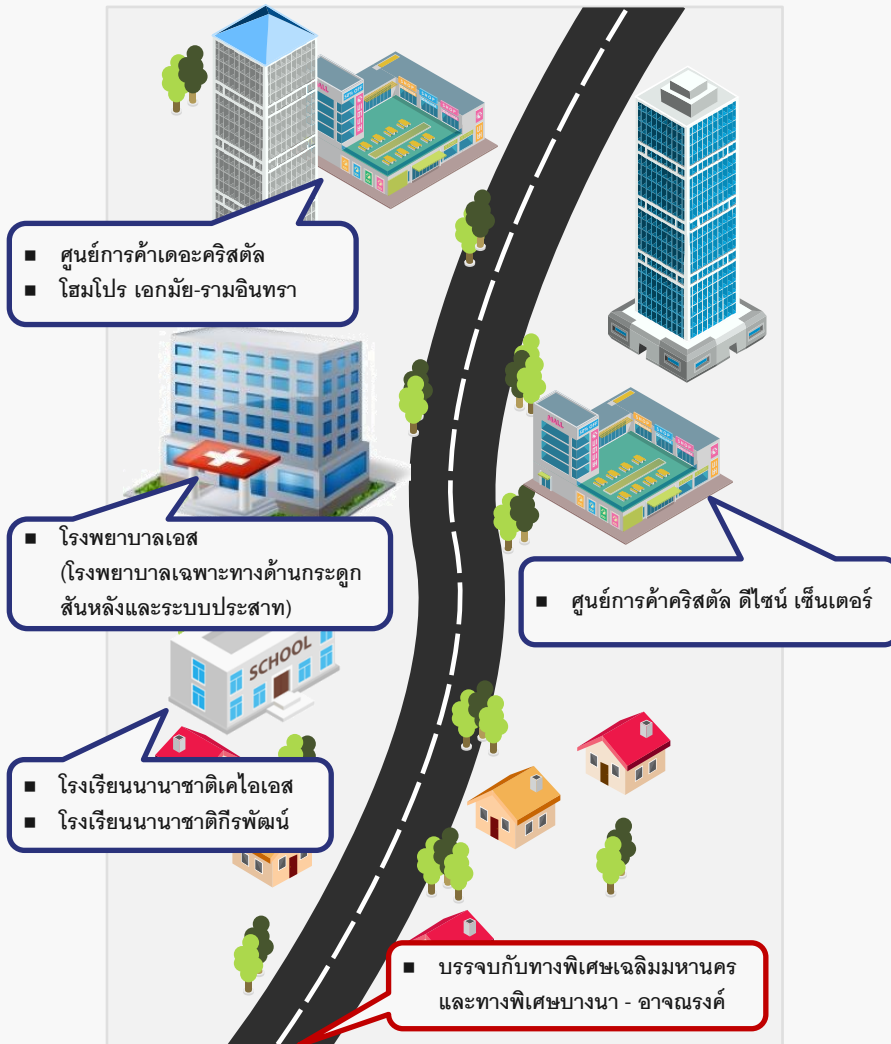 MALL
SHOP
SHOP
SHOP
■ ศูนย์การค้าเดอะคริสตัล
■ โฮมโปร เอกมัย-รามอินทรา
MALL
SHOP
SHOP
SHOP
■ โรงพยาบาลเอส
(โรงพยาบาลเฉพาะทางด้านกระดูก
สันหลังและระบบประสาท)
■ ศูนย์การค้าคริสตัล ดีไซน์ เซ็นเตอร์
SCHOOL
■ โรงเรียนนานาชาติเคไอเอส
■ โรงเรียนนานาชาติกีรพัฒน์
■ บรรจบกับทางพิเศษเฉลิมมหานคร
และทางพิเศษบางนา - อาจณรงค์